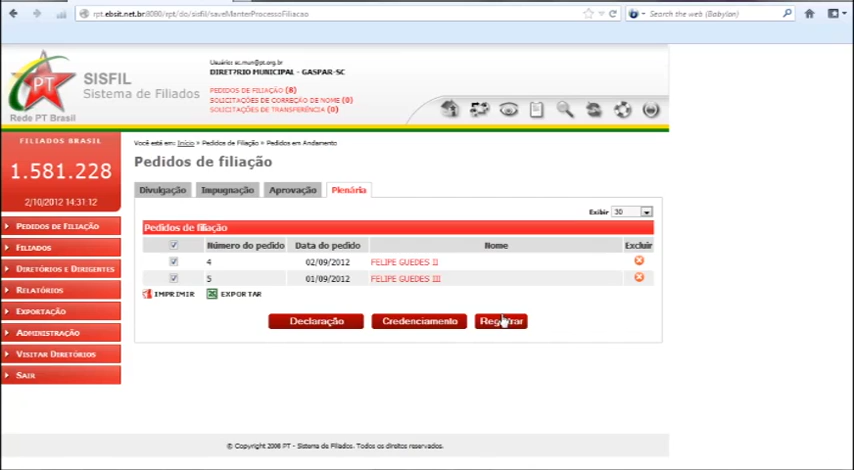 rpt.ebsit.net.br:8080/rpt/do/sisfil/saveManterProcessoFiliacao
Search the web (Babylon)
PT
Rede PT Brasil
SISFIL
Sistema de Filiados
Usuário: sc.mun@pt.org.br
DIRET?RIO MUNICIPAL - GASPAR-SC
PEDIDOS DE FILIAÇÃO (8)
SOLICITAÇÕES DE CORREÇÃO DE NOME (0)
SOLICITAÇÕES DE TRANSFERÊNCIA (0)
FILIADOS BRASIL
1.581.228
2/10/2012 14:31:12
PEDIDOS DE FILIAÇÃO
FILIADOS
DIRETÓRIOS E DIRIGENTES
RELATÓRIOS
EXPORTAÇÃO
ADMINISTRAÇÃO
VISITAR DIRETÓRIOS
SAIR
Você está em: Início > Pedidos de Filiação > Pedidos em Andamento
Pedidos de filiação
Divulgação Impugnação Aprovação Plenária
Exibir 30
Pedidos de filiação
Número do pedido Data do pedido Nome Excluir
4 02/09/2012 FELIPE GUEDES II
5 01/09/2012 FELIPE GUEDES III
IMPRIMIR EXPORTAR
Declaração Credenciamento Registrar
© Copyright 2008 PT - Sistema de Filiados. Todos os direitos reservados.